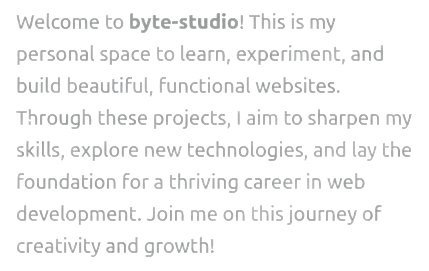 Welcome to byte-studio! This is my
personal space to learn, experiment, and
build beautiful, functional websites.
Through these projects, I aim to sharpen my
skills, explore new technologies, and lay the
foundation for a thriving career in web
development. Join me on this journey of
creativity and growth!